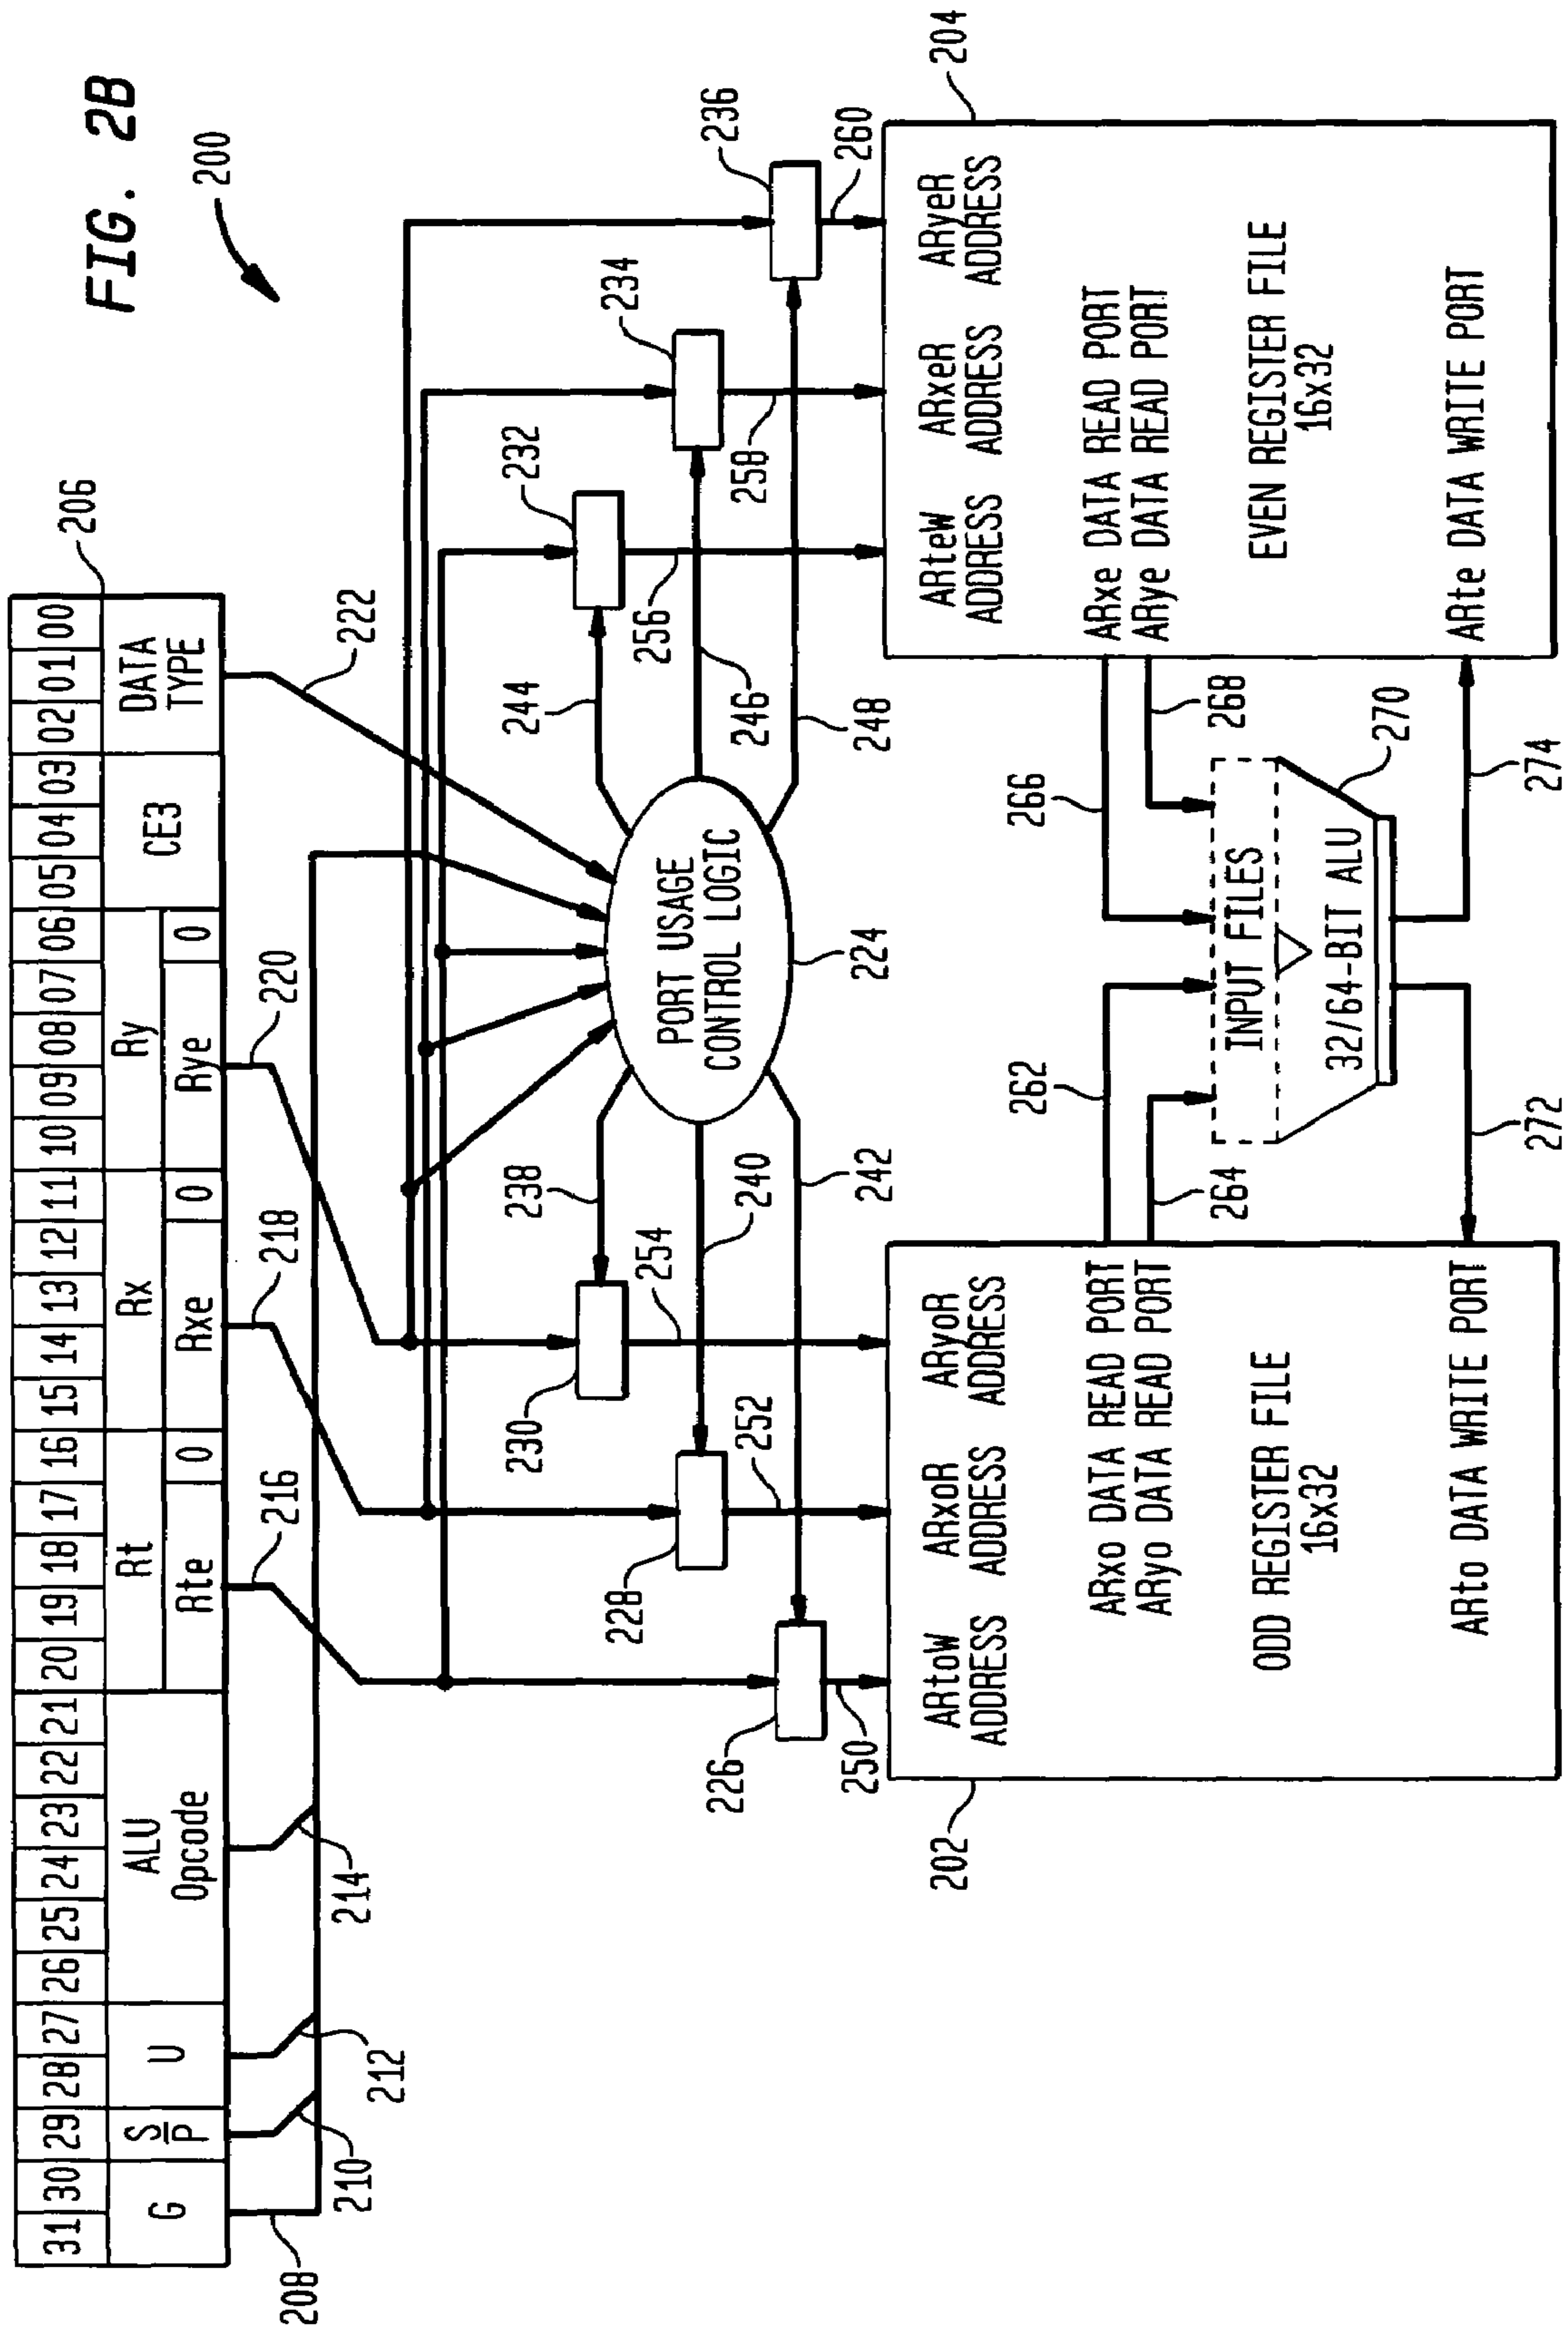 FIG. 2B
200
206
31 30 29 28 27 26 25 24 23 22 21 20 19 18 17 16 15 14 13 12 11 10 09 08 07 06 05 04 03 02 01 00
G
S/P
U
ALU
Opcode
Rt
Rte
0
Rx
Rxe
0
Ry
Rye
0
CE3
DATA
TYPE
208
210
212
214
216
218
220
222
PORT USAGE
CONTROL LOGIC
224
226
228
230
232
234
236
238
240
242
244
246
248
250
252
254
256
258
260
202
ARtoW
ADDRESS
ARxoR
ADDRESS
ARyoR
ADDRESS
ARxo DATA READ PORT
ARyo DATA READ PORT
ODD REGISTER FILE
16x32
ARto DATA WRITE PORT
262
264
266
268
INPUT FILES
32/64-BIT ALU
270
272
274
204
ARteW
ADDRESS
ARxeR
ADDRESS
ARyeR
ADDRESS
ARxe DATA READ PORT
ARye DATA READ PORT
EVEN REGISTER FILE
16x32
ARte DATA WRITE PORT